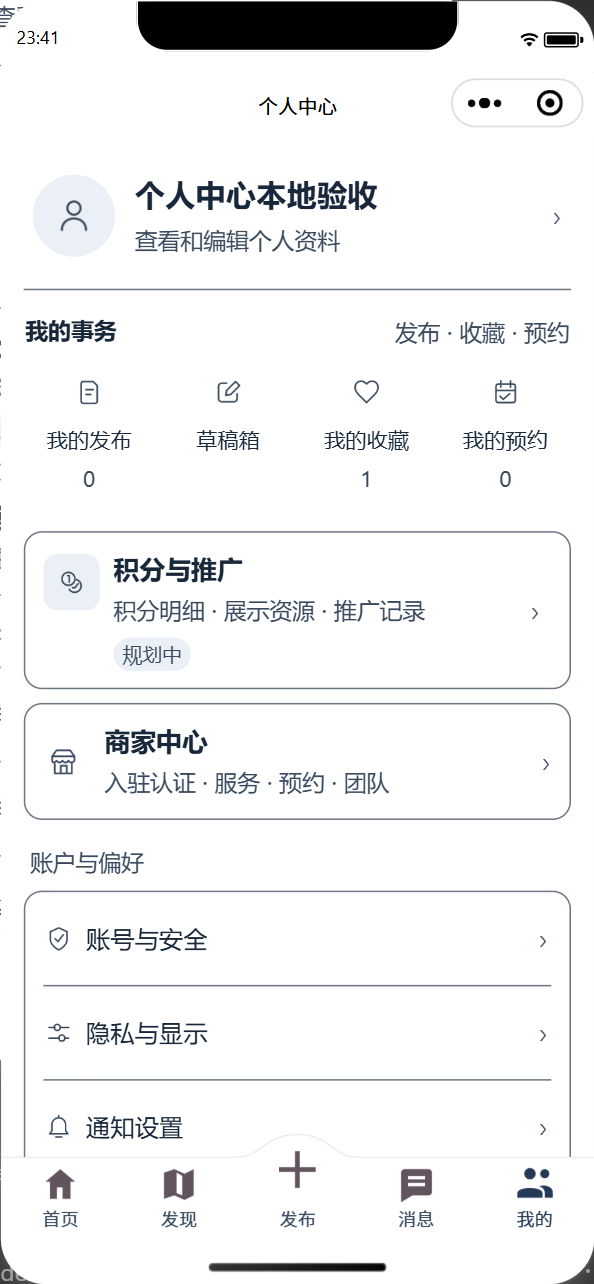 23:41
个人中心
个人中心本地验收
查看和编辑个人资料
我的事务
发布 · 收藏 · 预约
我的发布 草稿箱 我的收藏 我的预约
0 1 0
积分与推广
积分明细 · 展示资源 · 推广记录
规划中
商家中心
入驻认证 · 服务 · 预约 · 团队
账户与偏好
账号与安全
隐私与显示
通知设置
首页 发现 发布 消息 我的